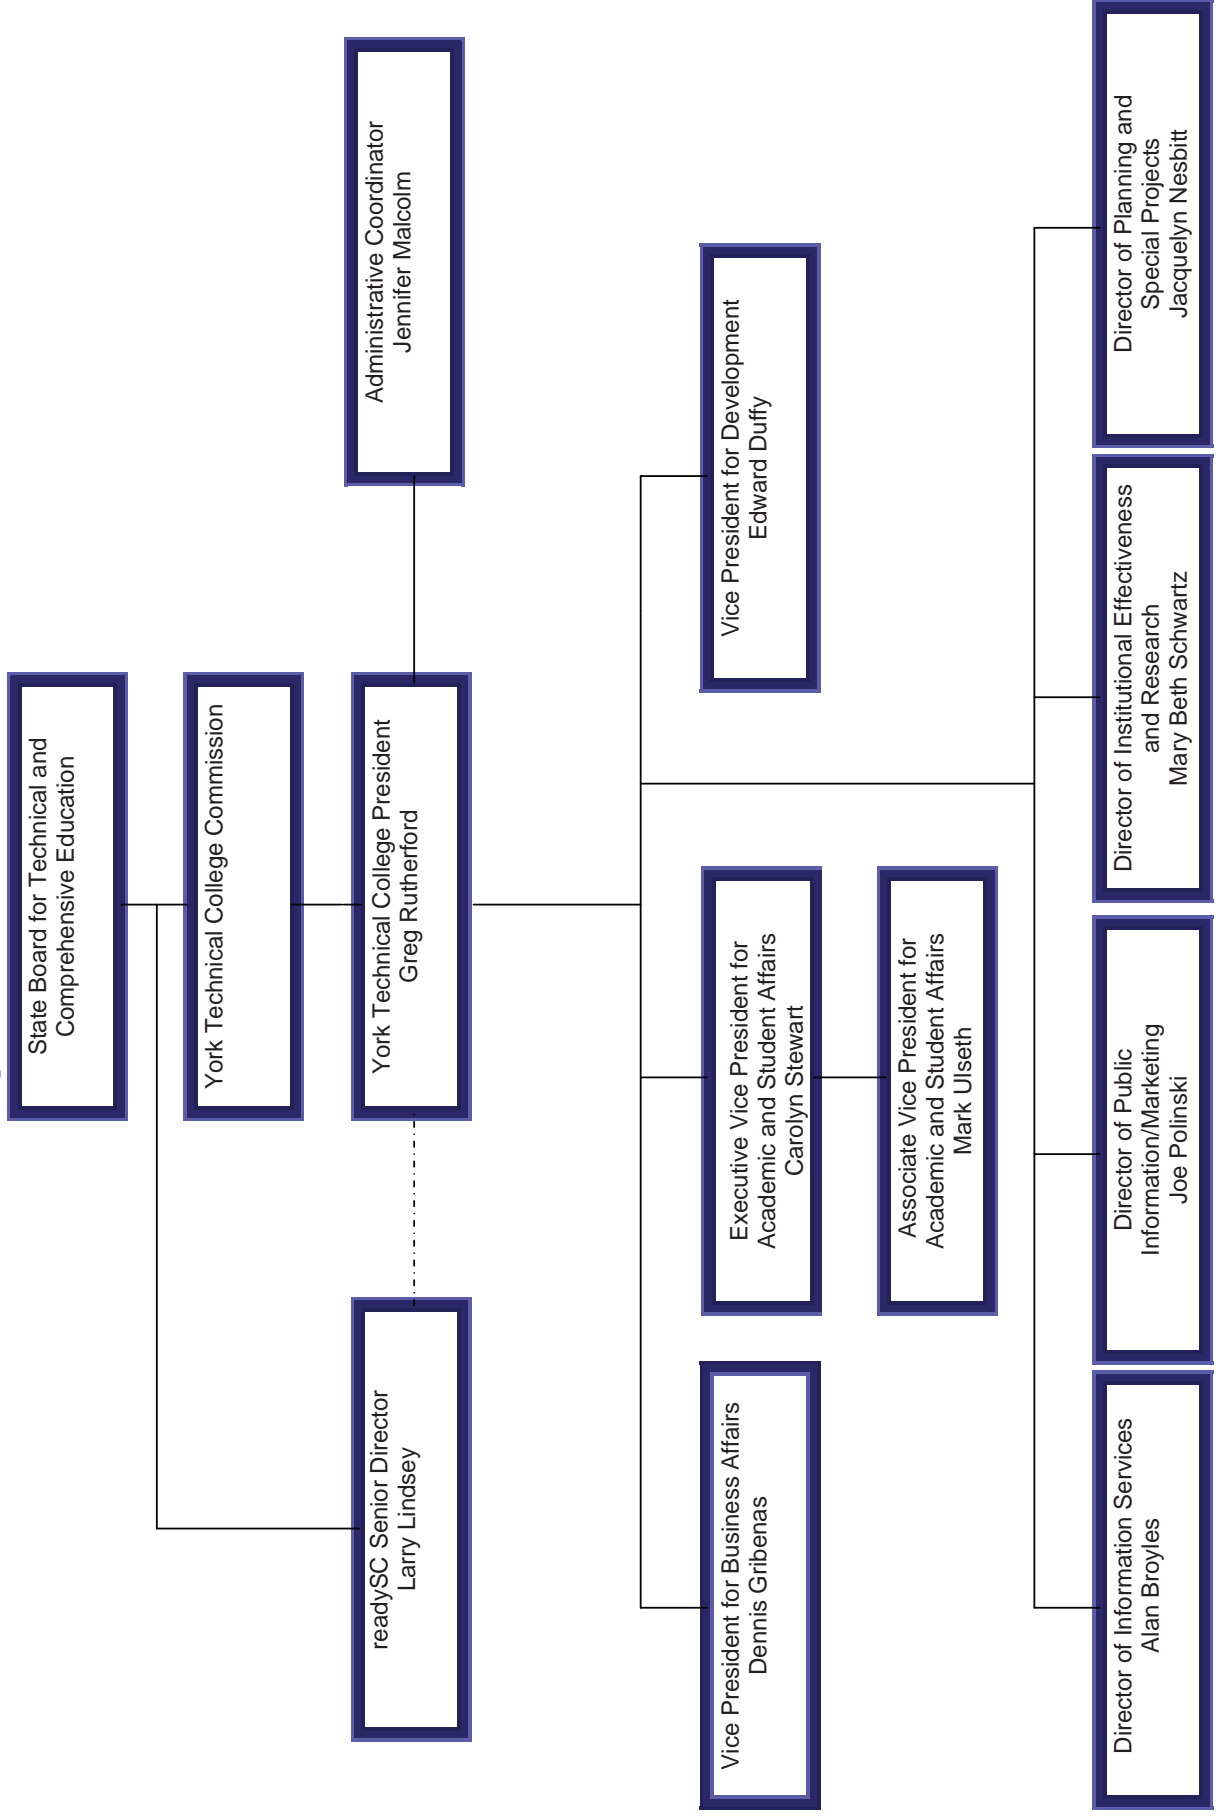 State Board for Technical and
Comprehensive Education
York Technical College Commission
readySC Senior Director
Larry Lindsey
York Technical College President
Greg Rutherford
Administrative Coordinator
Jennifer Malcolm
Vice President for Business Affairs
Dennis Gribenas
Executive Vice President for
Academic and Student Affairs
Carolyn Stewart
Vice President for Development
Edward Duffy
Associate Vice President for
Academic and Student Affairs
Mark Ulseth
Director of Information Services
Alan Broyles
Director of Public
Information/Marketing
Joe Polinski
Director of Institutional Effectiveness
and Research
Mary Beth Schwartz
Director of Planning and
Special Projects
Jacquelyn Nesbitt